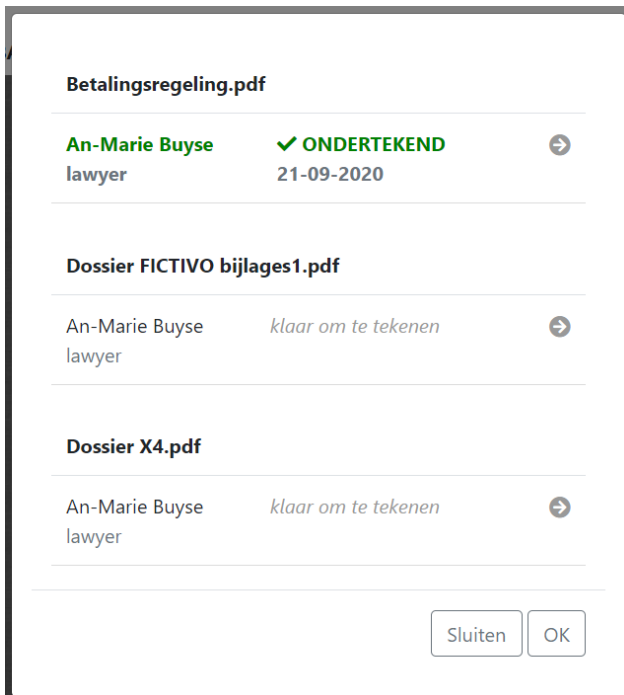 Betalingsregeling.pdf
An-Marie Buyse ONDERTEKEND
lawyer 21-09-2020
Dossier FICTIVO bijlages1.pdf
An-Marie Buyse klaar om te tekenen
lawyer
Dossier X4.pdf
An-Marie Buyse klaar om te tekenen
lawyer
Sluiten OK